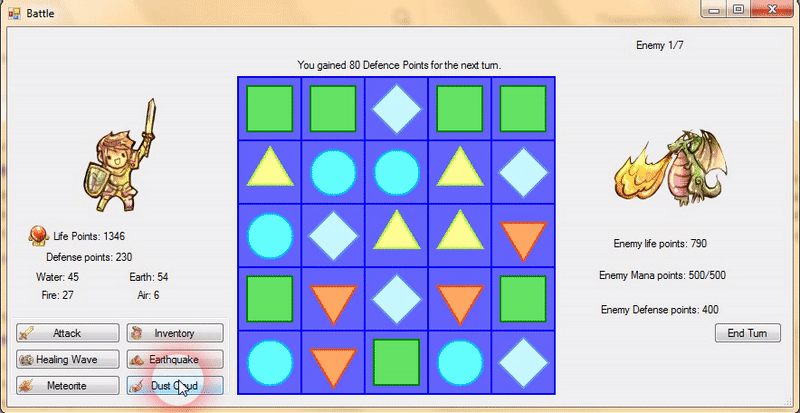 Battle
Enemy 1/7
You gained 80 Defence Points for the next turn.
Life Points: 1346
Defense points: 230
Water: 45 Earth: 54
Fire: 27 Air: 6
Attack Inventory
Healing Wave Earthquake
Meteorite Dust Cloud
Enemy life points: 790
Enemy Mana points: 500/500
Enemy Defense points: 400
End Turn